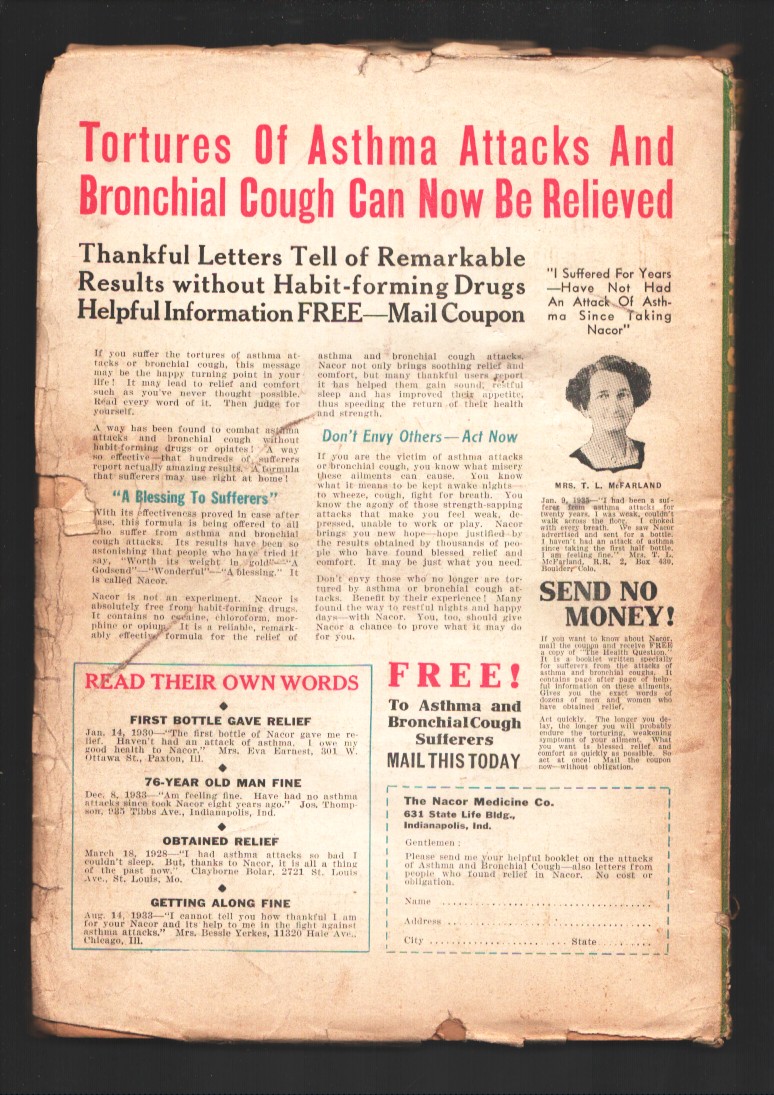 Tortures Of Asthma Attacks And
Bronchial Cough Can Now Be Relieved
Thankful Letters Tell of Remarkable
Results without Habit-forming Drugs
Helpful Information FREE—Mail Coupon
If you suffer the tortures of asthma at-
tacks or bronchial cough, this message
may be the happy turning point in your
life! It may lead to relief and comfort
such as you've never thought possible.
Read every word of it. Then judge for
yourself.
A way has been found to combat asthma
attacks and bronchial cough without
habit-forming drugs or opiates! A way
so effective—that hundreds of sufferers
report actually amazing results. A formula
that sufferers may use right at home!
"A Blessing To Sufferers"
With its effectiveness proved in case after
case, this formula is being offered to all
who suffer from asthma and bronchial
cough attacks. Its results have been so
astonishing that people who have tried it
say, "Worth its weight in gold"—"A
Godsend"—"Wonderful"—"A blessing." It
is called Nacor.
Nacor is not an experiment. Nacor is
absolutely free from habit-forming drugs.
It contains no cocaine, chloroform, mor-
phine or opium. It is a reliable, remark-
ably effective formula for the relief of
asthma and bronchial cough attacks.
Nacor not only brings soothing relief and
comfort, but many thankful users report
it has helped them gain sound, restful
sleep and has improved their appetite,
thus speeding the return of their health
and strength.
Don't Envy Others—Act Now
If you are the victim of asthma attacks
or bronchial cough, you know what misery
these ailments can cause. You know
what it means to be kept awake nights—
to wheeze, cough, fight for breath. You
know the agony of those strength-sapping
attacks that make you feel weak, de-
pressed, unable to work or play. Nacor
brings you new hope—hope justified by
the results obtained by thousands of peo-
ple who have found blessed relief and
comfort. It may be just what you need.
Don't envy those who no longer are tor-
tured by asthma or bronchial cough at-
tacks. Benefit by their experience! Many
found the way to restful nights and happy
days—with Nacor. You, too, should give
Nacor a chance to prove what it may do
for you.
"I Suffered For Years
—Have Not Had
An Attack Of Asth-
ma Since Taking
Nacor"
MRS. T. L. McFARLAND
Jan. 9, 1935—"I had been a suf-
ferer from asthma attacks for
twenty years. I was weak, couldn't
walk across the floor. I choked
with every breath. We saw Nacor
advertised and sent for a bottle.
I haven't had an attack of asthma
since taking the first half bottle.
I am feeling fine." Mrs. T. L.
McFarland, R.R. 2, Box 439,
Boulder, Colo.
SEND NO
MONEY!
If you want to know about Nacor,
mail the coupon and receive FREE
a copy of "The Health Question."
It is a booklet written specially
for sufferers from the attacks of
asthma and bronchial coughs. It
contains page after page of help-
ful information on these ailments.
Gives you the exact words of
dozens of men and women who
have obtained relief.
Act quickly. The longer you de-
lay, the longer you will probably
endure the torturing, weakening
symptoms of your ailment. What
you want is blessed relief and
comfort as quickly as possible. So
act at once! Mail the coupon
now—without obligation.
READ THEIR OWN WORDS
FIRST BOTTLE GAVE RELIEF
Jan. 14, 1930—"The first bottle of Nacor gave me re-
lief. Haven't had an attack of asthma. I owe my
good health to Nacor." Mrs. Eva Earnest, 301 W.
Ottawa St., Paxton, Ill.
76-YEAR OLD MAN FINE
Dec. 8, 1933—"Am feeling fine. Have had no asthma
attacks since took Nacor eight years ago." Jos. Thomp-
son, 935 Tibbs Ave., Indianapolis, Ind.
OBTAINED RELIEF
March 18, 1928—"I had asthma attacks so bad I
couldn't sleep. But, thanks to Nacor, it is all a thing
of the past now." Clayborne Bolar, 2721 St. Louis
Ave., St. Louis, Mo.
GETTING ALONG FINE
Aug. 14, 1933—"I cannot tell you how thankful I am
for your Nacor and its help to me in the fight against
asthma attacks." Mrs. Bessie Yerkes, 11320 Hale Ave.,
Chicago, Ill.
FREE!
To Asthma and
Bronchial Cough
Sufferers
MAIL THIS TODAY
The Nacor Medicine Co.
631 State Life Bldg.,
Indianapolis, Ind.
Gentlemen:
Please send me your helpful booklet on the attacks
of Asthma and Bronchial Cough—also letters from
people who found relief in Nacor. No cost or
obligation.
Name
Address
City State